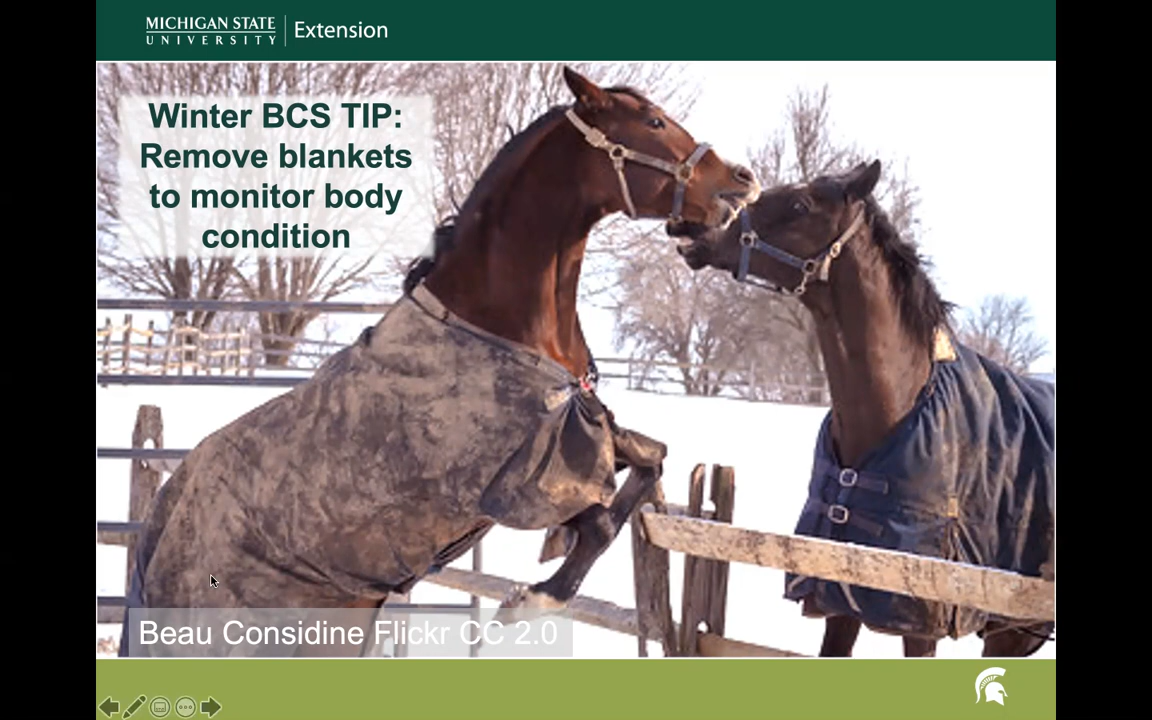 MICHIGAN STATE
UNIVERSITY
Extension
Winter BCS TIP:
Remove blankets
to monitor body
condition
Beau Considine Flickr CC 2.0